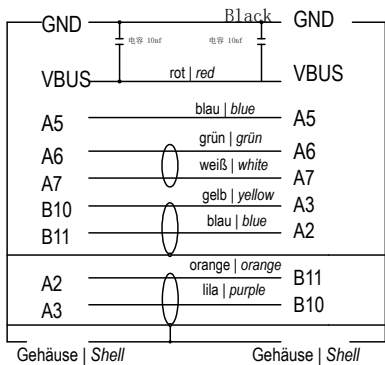 Black
GND GND
电容 10nf 电容 10nf
VBUS rot | red VBUS
A5 blau | blue A5
A6 grün | grün A6
A7 weiß | white A7
B10 gelb | yellow A3
B11 blau | blue A2
A2 orange | orange B11
A3 lila | purple B10
Gehäuse | Shell Gehäuse | Shell